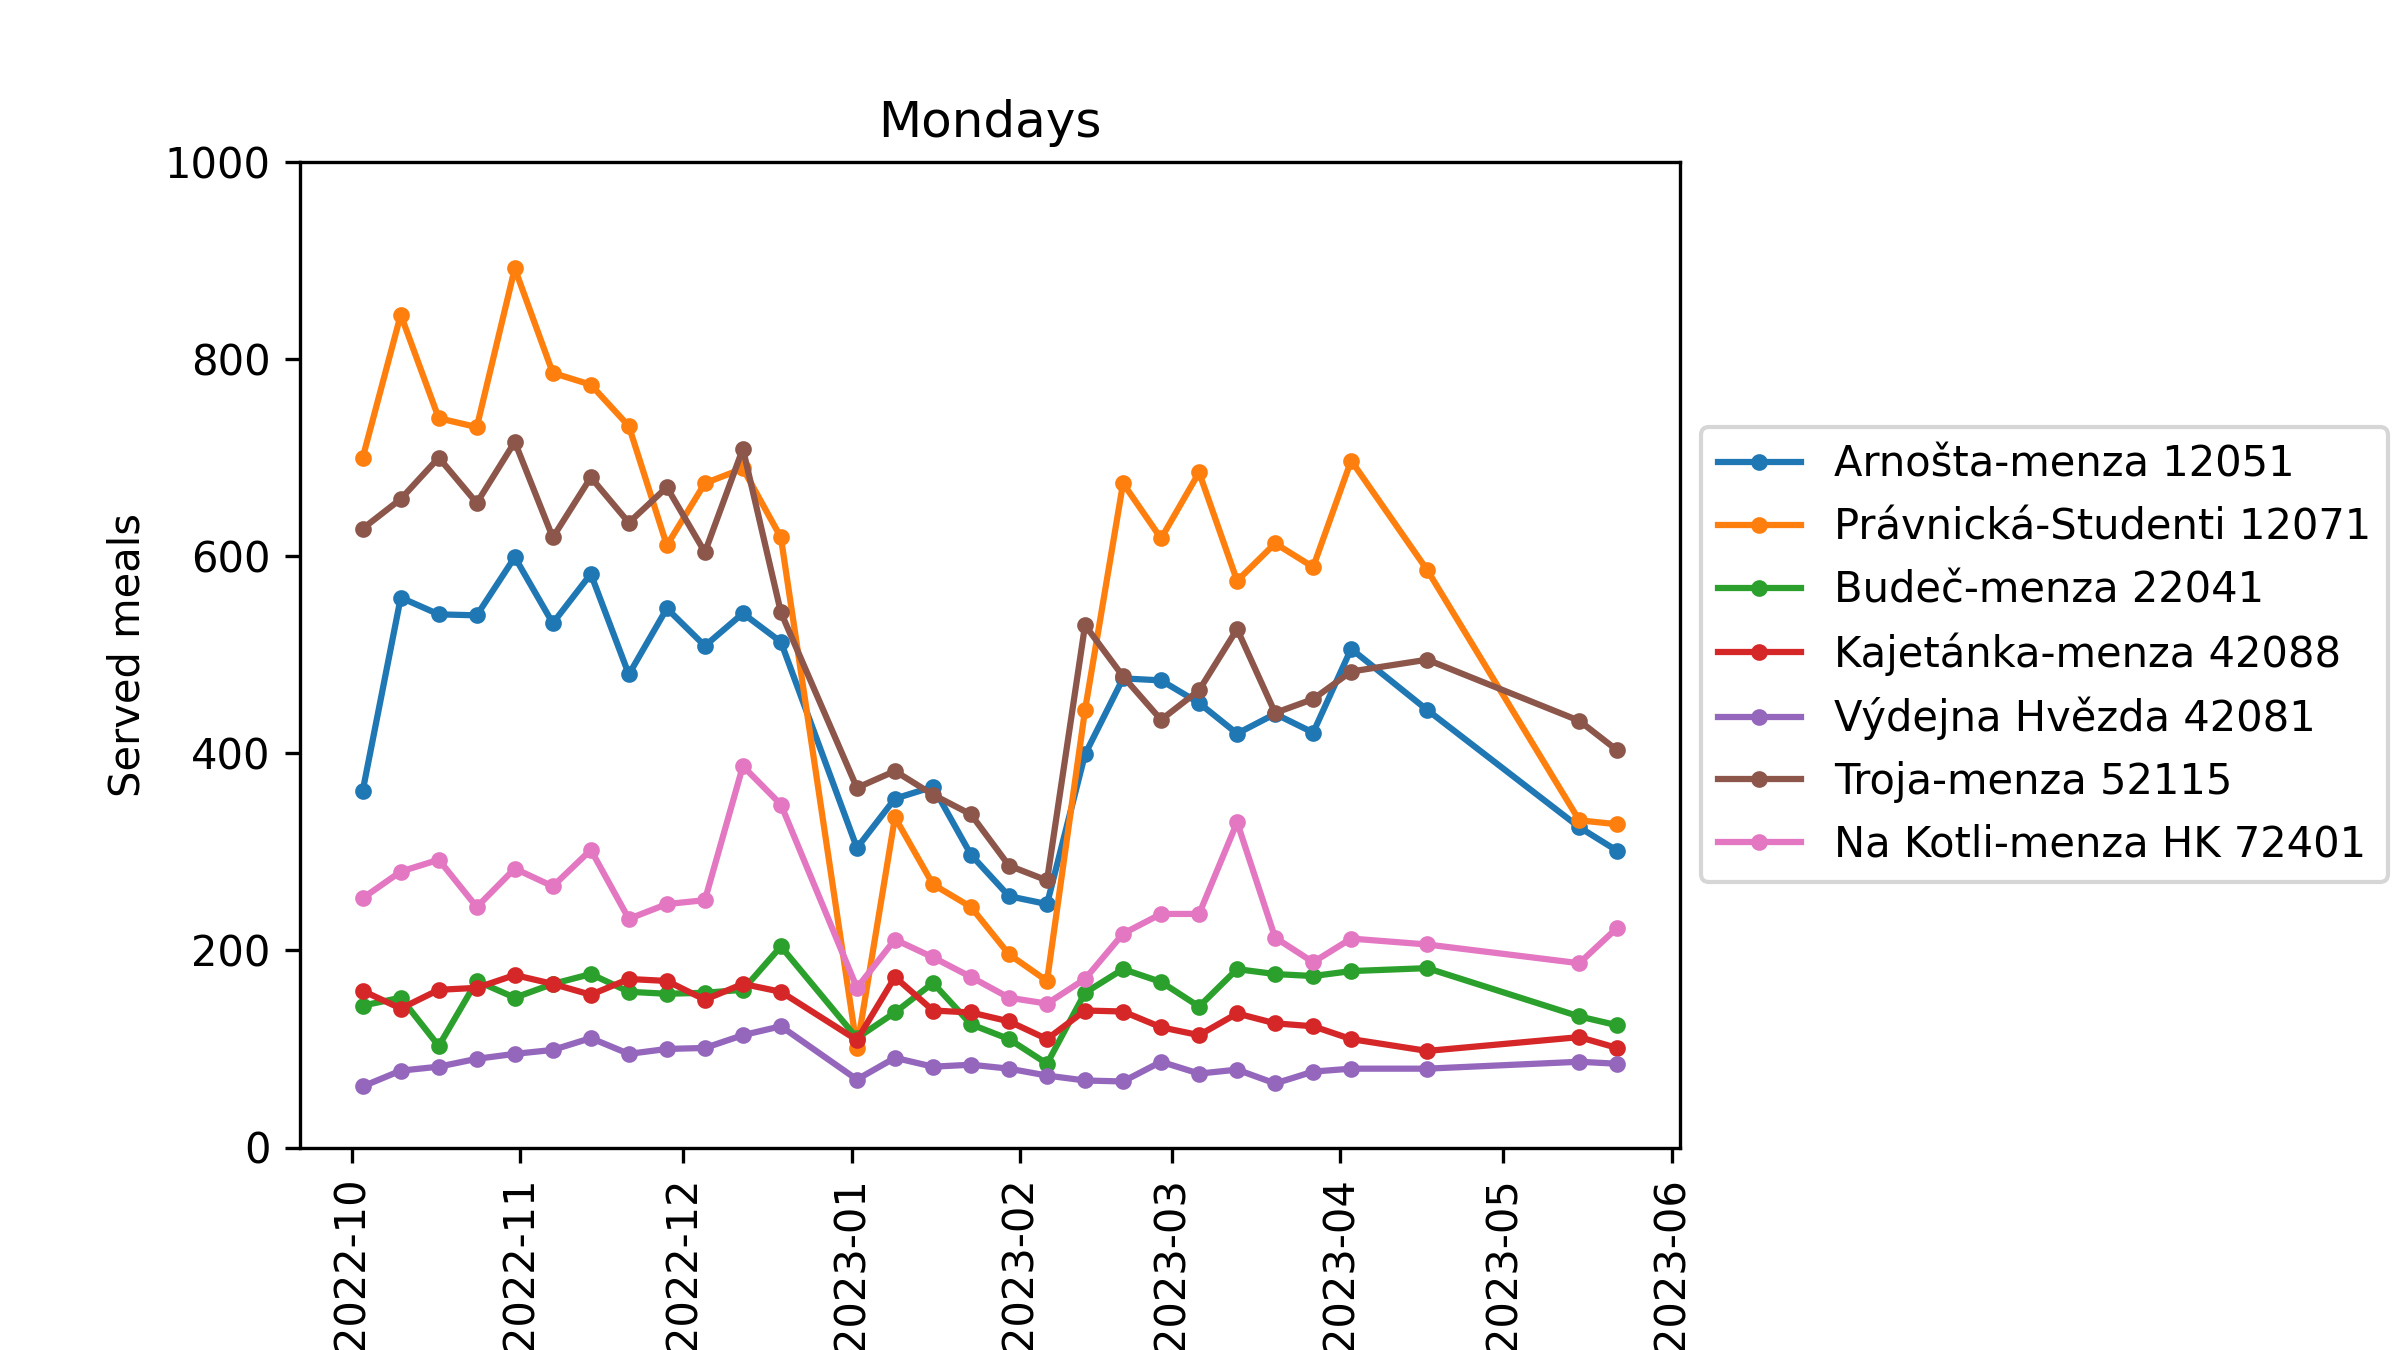 Mondays
1000
800
600
400
200
0
Served meals
2022-10
2022-11
2022-12
2023-01
2023-02
2023-03
2023-04
2023-05
2023-06
Arnošta-menza 12051
Právnická-Studenti 12071
Budeč-menza 22041
Kajetánka-menza 42088
Výdejna Hvězda 42081
Troja-menza 52115
Na Kotli-menza HK 72401